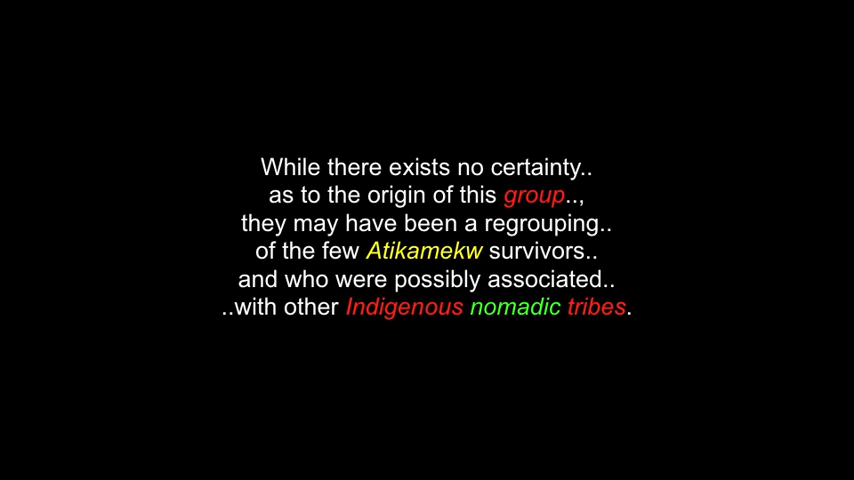 While there exists no certainty..
as to the origin of this group..,
they may have been a regrouping..
of the few Atikamekw survivors..
and who were possibly associated..
..with other Indigenous nomadic tribes.